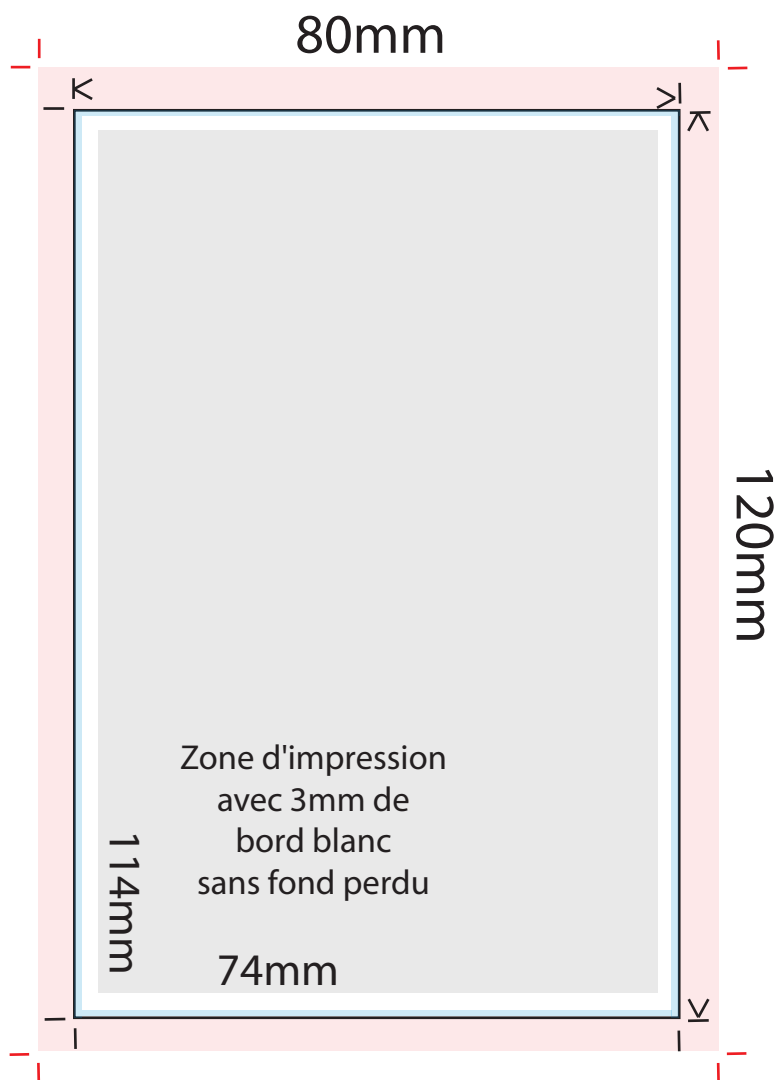 80mm
120mm
Zone d'impression
avec 3mm de
bord blanc
sans fond perdu
114mm
74mm